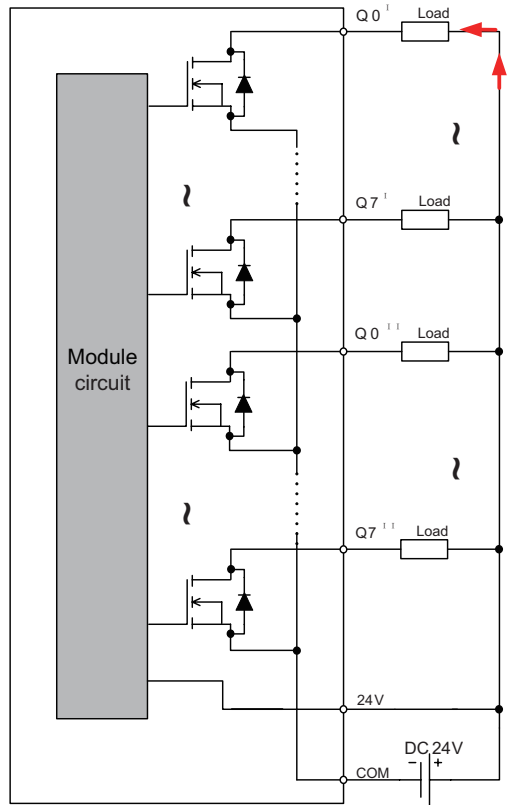 Q0 I Load
Q7 I Load
Q0 II Load
Module
circuit
Q7 II Load
24V
DC 24V
− +
COM